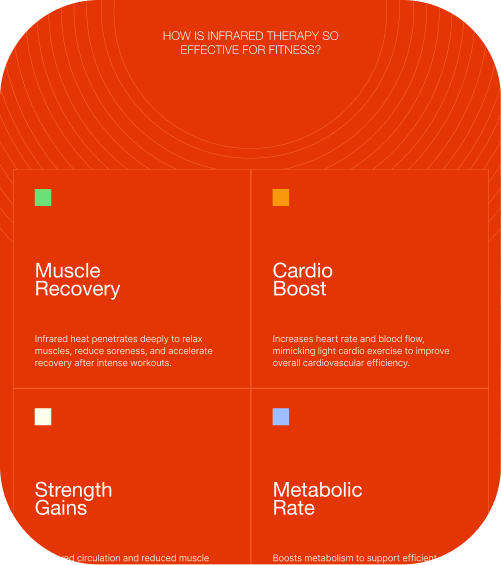 HOW IS INFRARED THERAPY SO
EFFECTIVE FOR FITNESS?
Muscle
Recovery
Infrared heat penetrates deeply to relax
muscles, reduce soreness, and accelerate
recovery after intense workouts.
Cardio
Boost
Increases heart rate and blood flow,
mimicking light cardio exercise to improve
overall cardiovascular efficiency.
Strength
Gains
circulation and reduced muscle
Metabolic
Rate
Boosts metabolism to support efficient